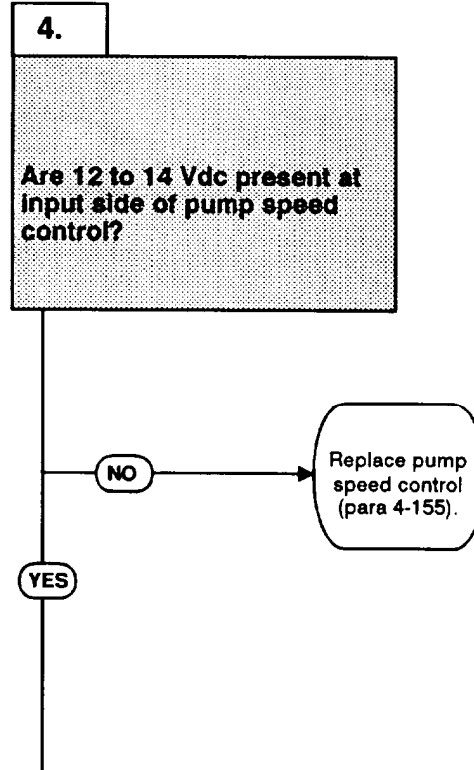 4.
Are 12 to 14 Vdc present at
input side of pump speed
control?
NO
Replace pump
speed control
(para 4-155).
YES